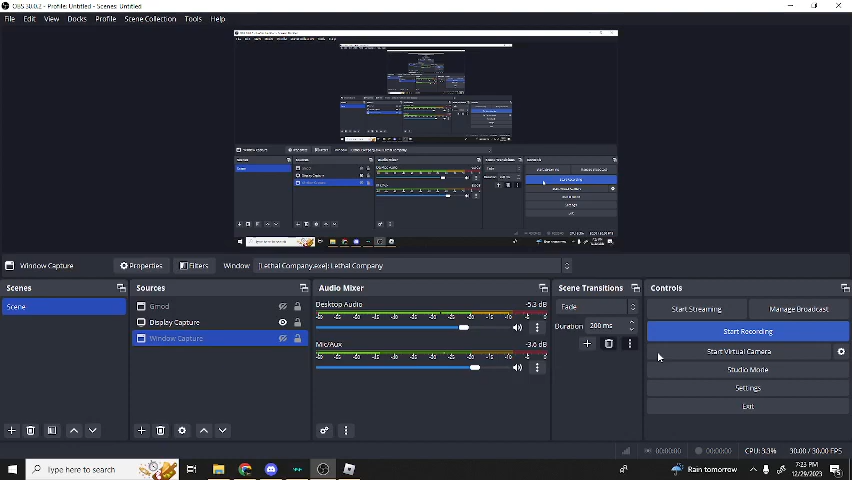 OBS 30.0.2 - Profile: Untitled - Scenes: Untitled
File Edit View Docks Profile Scene Collection Tools Help
Window Capture Properties Filters Window [Lethal Company.exe]: Lethal Company
Scenes Sources Audio Mixer Scene Transitions Controls
Scene
Gmod
Display Capture
Window Capture
Desktop Audio -5.3 dB
Mic/Aux -3.6 dB
Fade
Duration 200 ms
Start Streaming Manage Broadcast
Start Recording
Start Virtual Camera
Studio Mode
Settings
Exit
00:00:00 00:00:00 CPU: 3.3% 30.00 / 30.00 FPS
Type here to search
Rain tomorrow
7:23 PM
12/29/2023